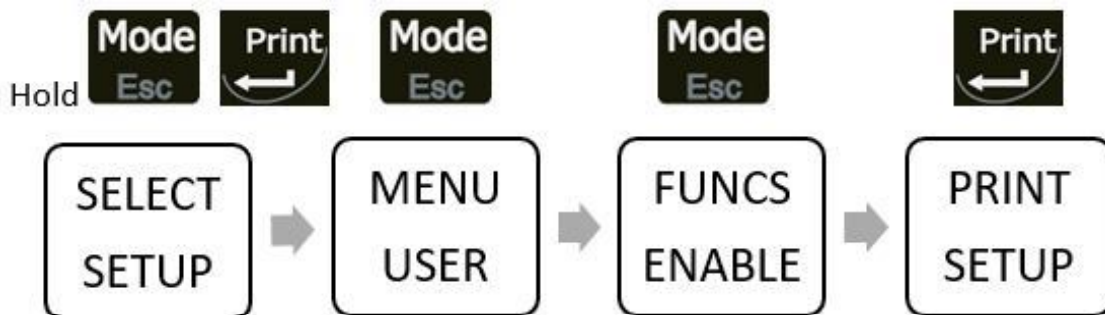 Mode Print Mode Mode Print
Hold Esc Esc Esc
SELECT MENU FUNCS PRINT
SETUP USER ENABLE SETUP